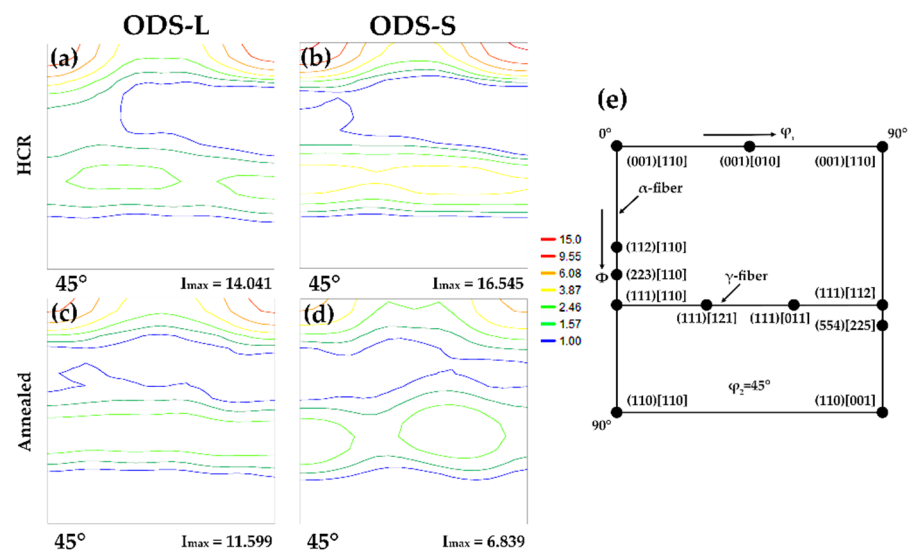 ODS-L
ODS-S
HCR
(a)
(b)
45°
Imax = 14.041
45°
Imax = 16.545
Annealed
(c)
(d)
45°
Imax = 11.599
45°
Imax = 6.839
15.0
9.55
6.08
3.87
2.46
1.57
1.00
(e)
0°
φ₁
90°
(001)[110]
(001)[010]
(001)[110]
α-fiber
(112)[110]
Φ
(223)[110]
(111)[110]
γ-fiber
(111)[112]
(111)[121]
(111)[011]
(554)[225]
φ₂=45°
(110)[110]
(110)[001]
90°